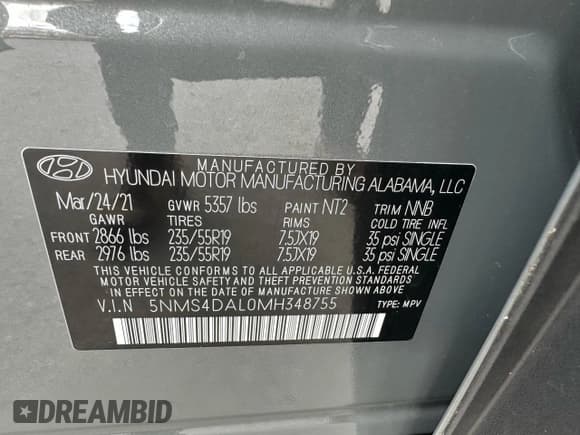 MANUFACTURED BY
HYUNDAI MOTOR MANUFACTURING ALABAMA, LLC
Mar/24/21 GVWR 5357 lbs PAINT NT2 TRIM NNB
GAWR TIRES RIMS COLD TIRE INFL
FRONT 2866 lbs 235/55R19 7.5JX19 35 psi SINGLE
REAR 2976 lbs 235/55R19 7.5JX19 35 psi SINGLE
THIS VEHICLE CONFORMS TO ALL APPLICABLE U.S.A. FEDERAL
MOTOR VEHICLE SAFETY, BUMPER, AND THEFT PREVENTION
STANDARDS IN EFFECT ON THE DATE OF MANUFACTURE SHOWN ABOVE.
V.I.N 5NMS4DAL0MH348755 TYPE: MPV
DREAMBID